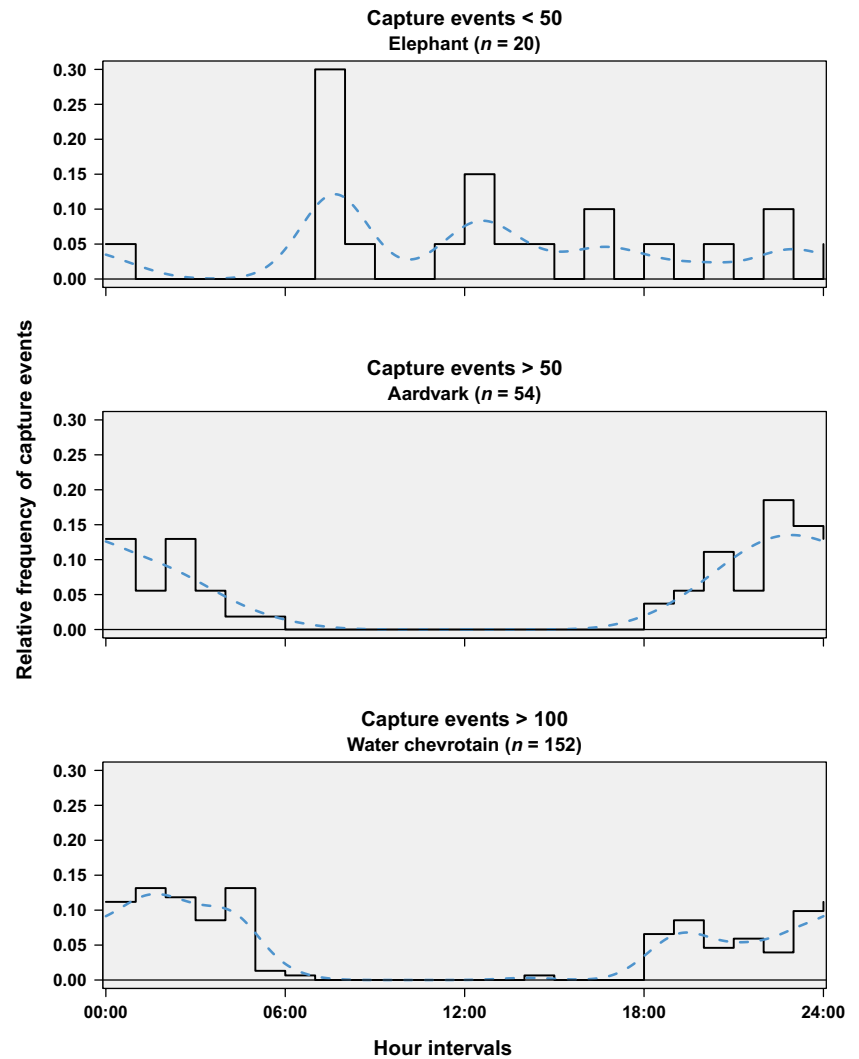 Capture events < 50
Elephant (n = 20)
0.30
0.25
0.20
0.15
0.10
0.05
0.00
Relative frequency of capture events
Capture events > 50
Aardvark (n = 54)
0.30
0.25
0.20
0.15
0.10
0.05
0.00
Capture events > 100
Water chevrotain (n = 152)
0.30
0.25
0.20
0.15
0.10
0.05
0.00
00:00 06:00 12:00 18:00 24:00
Hour intervals